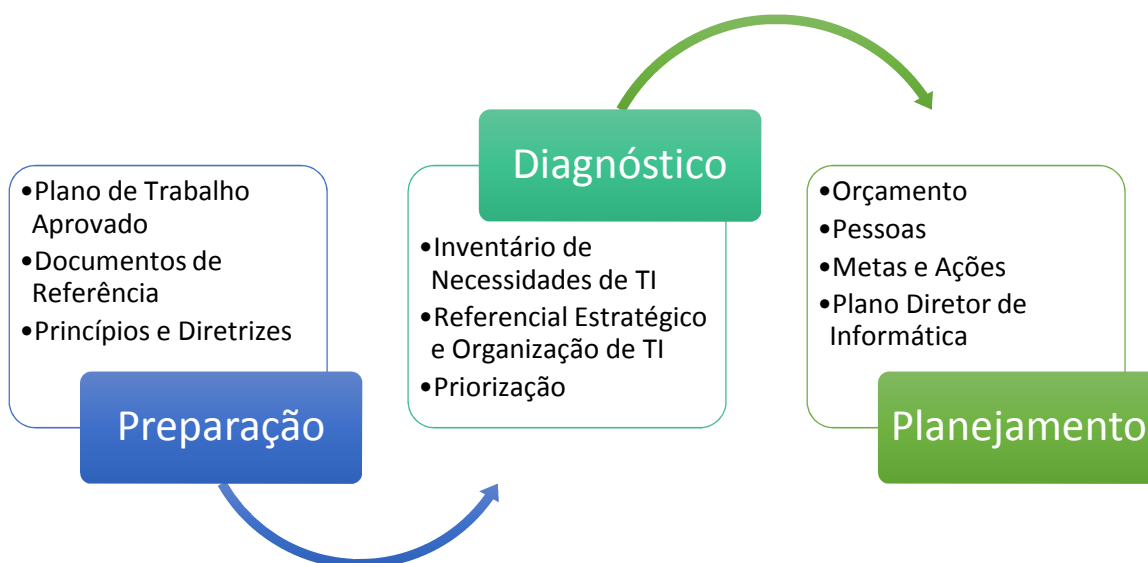 •Plano de Trabalho
Aprovado
•Documentos de
Referência
•Princípios e Diretrizes
Preparação
Diagnóstico
•Inventário de
Necessidades de TI
•Referencial Estratégico
e Organização de TI
•Priorização
•Orçamento
•Pessoas
•Metas e Ações
•Plano Diretor de
Informática
Planejamento